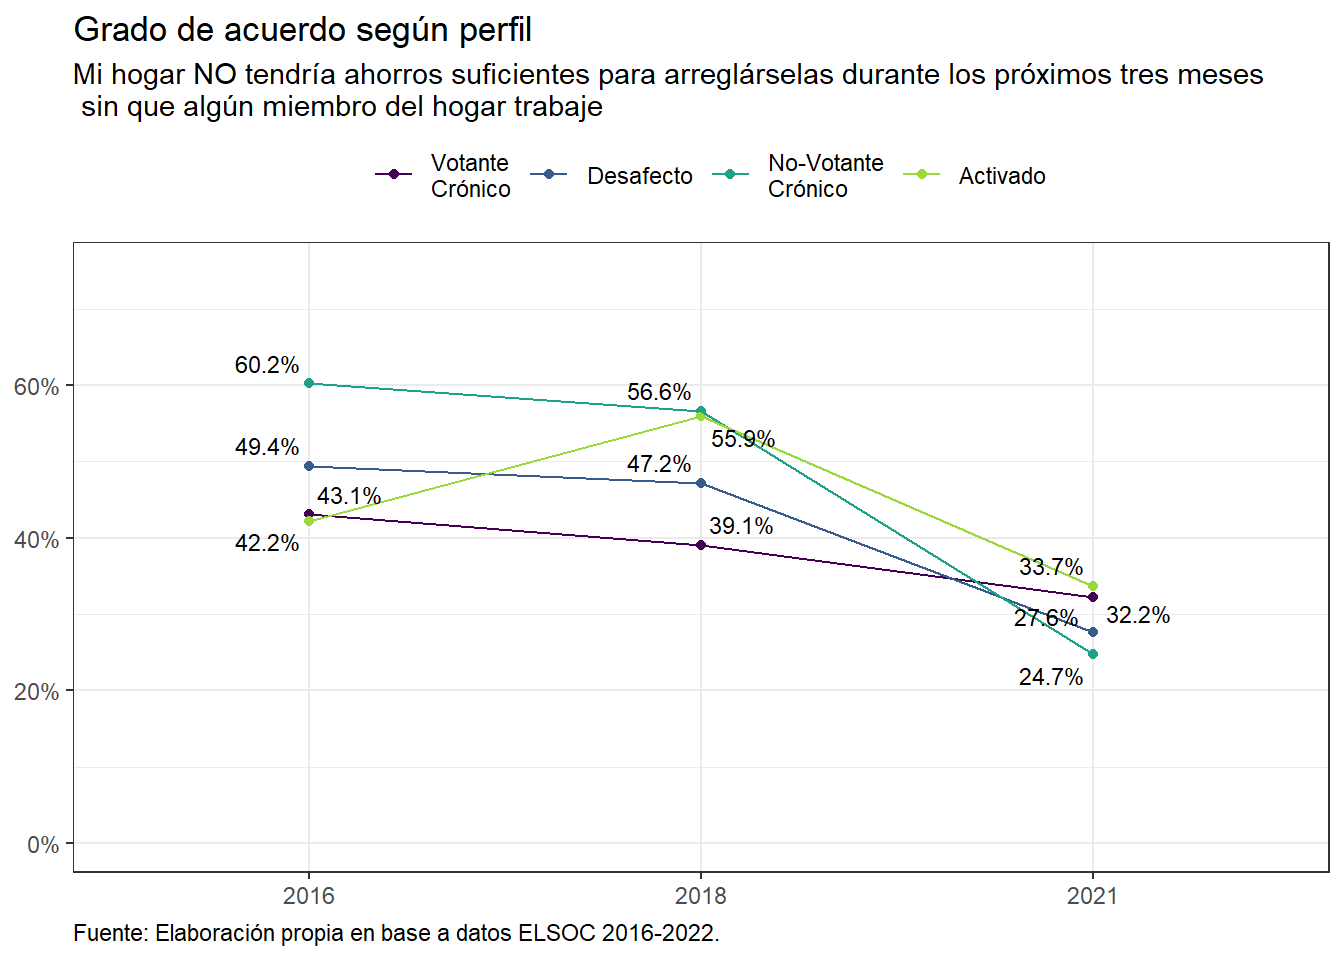 Grado de acuerdo según perfil
Mi hogar NO tendría ahorros suficientes para arreglárselas durante los próximos tres meses
sin que algún miembro del hogar trabaje
Votante
Crónico
Desafecto
No-Votante
Crónico
Activado
60.2%
56.6%
55.9%
49.4%
47.2%
43.1%
39.1%
42.2%
33.7%
32.2%
27.6%
24.7%
60%
40%
20%
0%
2016
2018
2021
Fuente: Elaboración propia en base a datos ELSOC 2016-2022.